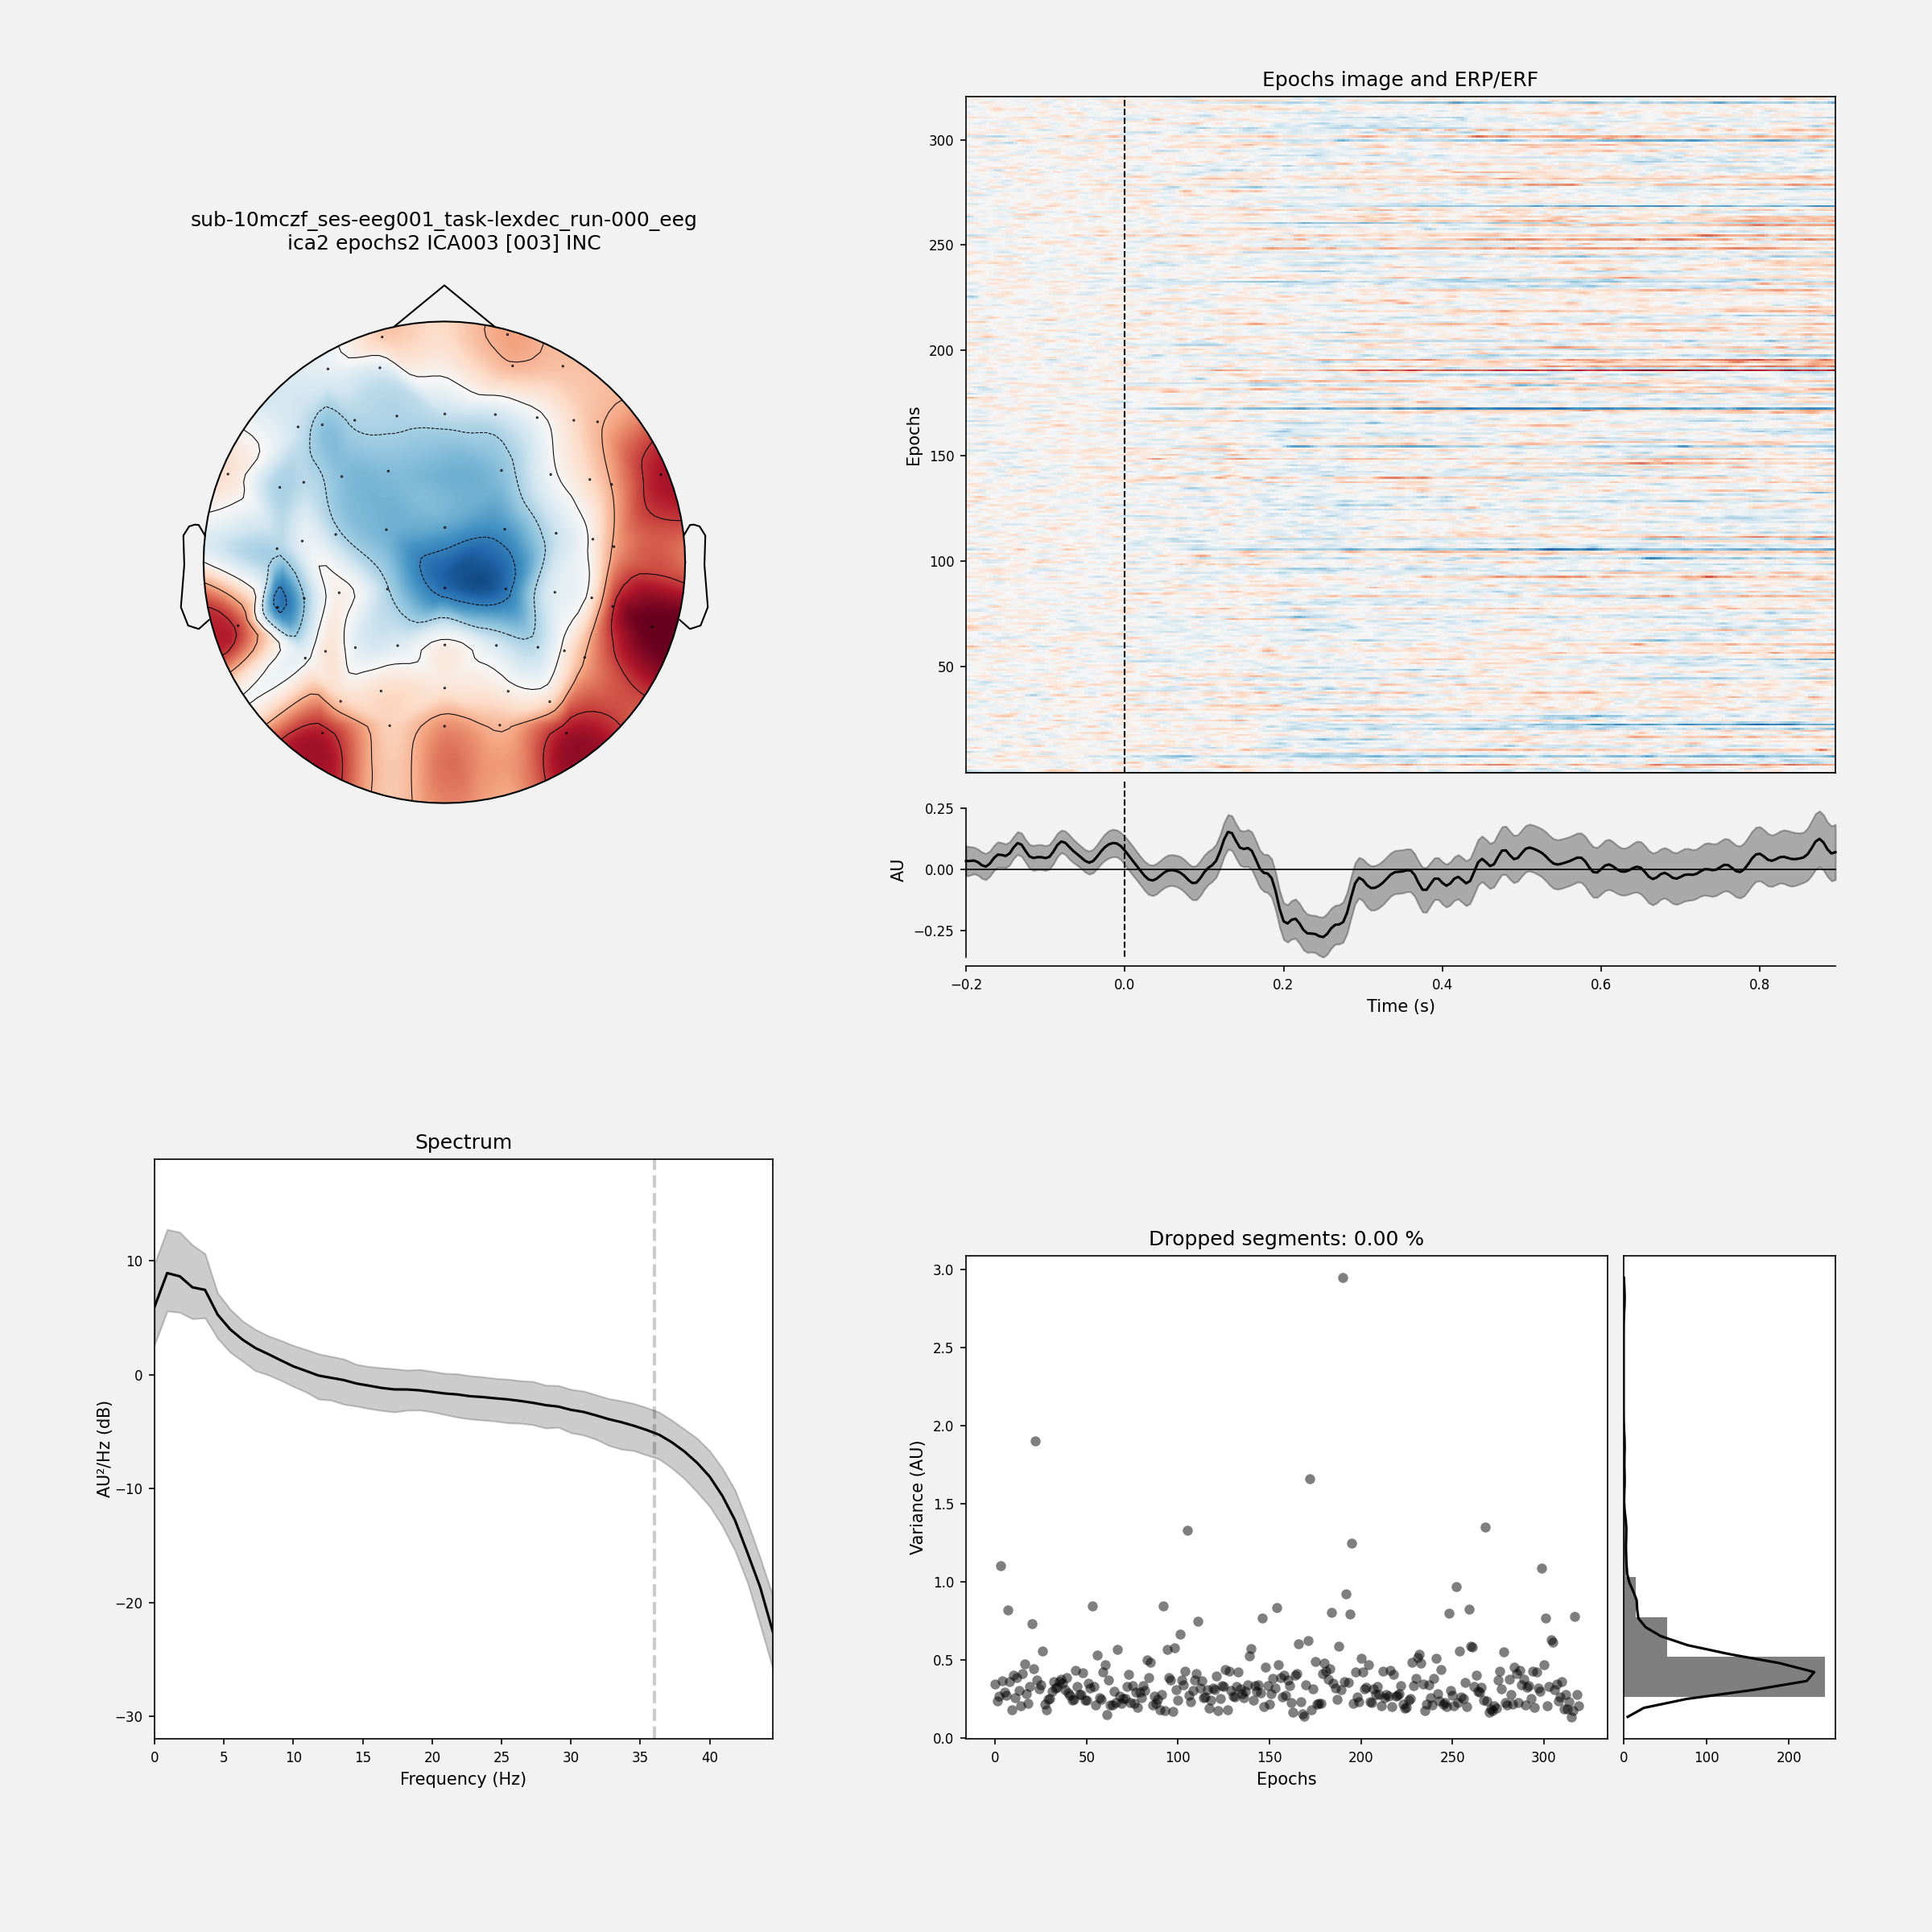 sub-10mczf_ses-eeg001_task-lexdec_run-000_eeg
ica2 epochs2 ICA003 [003] INC
Epochs image and ERP/ERF
Epochs
300
250
200
150
100
50
AU
0.25
0.00
−0.25
−0.2 0.0 0.2 0.4 0.6 0.8
Time (s)
Spectrum
AU²/Hz (dB)
10
0
−10
−20
−30
0 5 10 15 20 25 30 35 40
Frequency (Hz)
Dropped segments: 0.00 %
Variance (AU)
3.0
2.5
2.0
1.5
1.0
0.5
0.0
0 50 100 150 200 250 300
Epochs
0 100 200